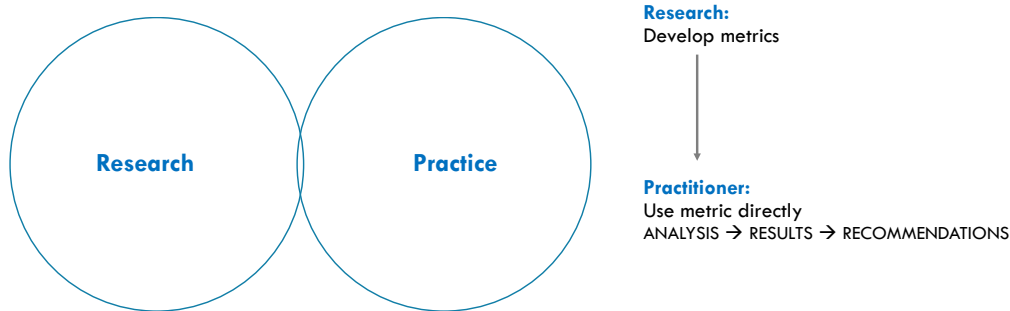 Research
Practice
Research:
Develop metrics
Practitioner:
Use metric directly
ANALYSIS → RESULTS → RECOMMENDATIONS